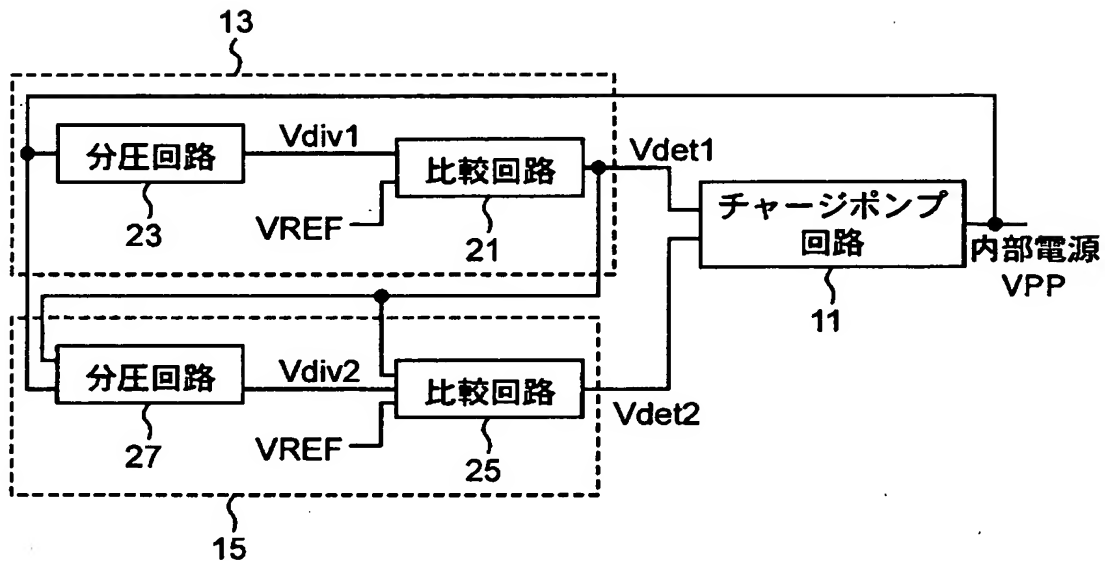 13
分圧回路
23
Vdiv1
VREF
比較回路
21
Vdet1
チャージポンプ
回路
11
内部電源
VPP
分圧回路
27
Vdiv2
VREF
比較回路
25
Vdet2
15